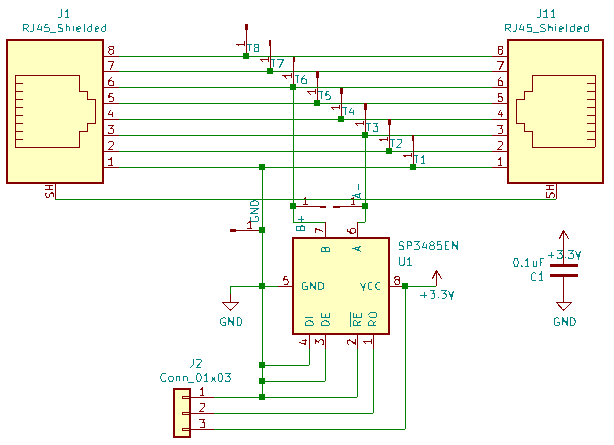 J1
RJ45_Shielded
J11
RJ45_Shielded
8
1
T8
8
7
1
T7
7
6
1
T6
6
5
1
T5
5
4
1
T4
4
3
1
T3
3
2
1
T2
2
1
1
T1
1
SH
SH
GND
1
B+
1
1
A-
7
6
B
A
SP3485EN
U1
5
GND
VCC
8
+3.3V
GND
DI
DE
RE
RO
4
3
2
1
0.1uF
C1
+3.3V
GND
J2
Conn_01x03
1
2
3